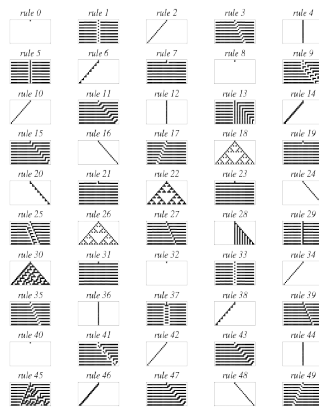 rule 0 rule 1 rule 2 rule 3 rule 4
rule 5 rule 6 rule 7 rule 8 rule 9
rule 10 rule 11 rule 12 rule 13 rule 14
rule 15 rule 16 rule 17 rule 18 rule 19
rule 20 rule 21 rule 22 rule 23 rule 24
rule 25 rule 26 rule 27 rule 28 rule 29
rule 30 rule 31 rule 32 rule 33 rule 34
rule 35 rule 36 rule 37 rule 38 rule 39
rule 40 rule 41 rule 42 rule 43 rule 44
rule 45 rule 46 rule 47 rule 48 rule 49